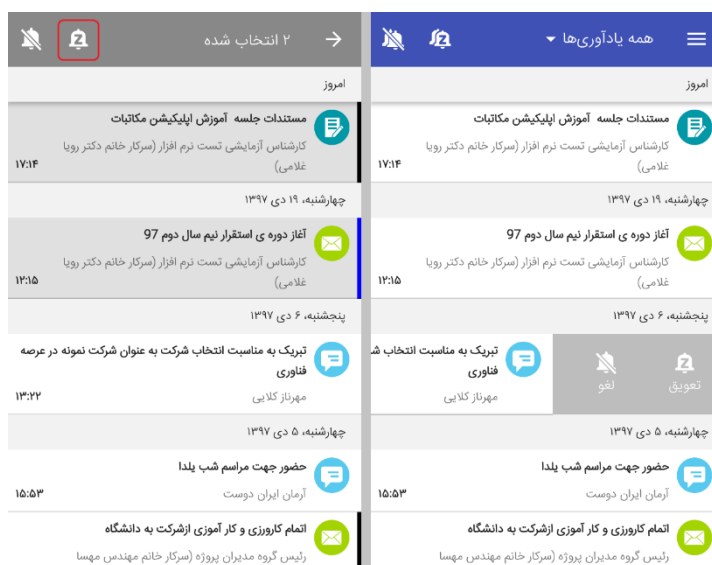 همه یادآوری‌ها
امروز
مستندات جلسه آموزش اپلیکیشن مکاتبات
کارشناس آزمایشی تست نرم افزار (سرکار خانم دکتر رویا
غلامی)
۱۷:۱۴
چهارشنبه، ۱۹ دی ۱۳۹۷
آغاز دوره ی استقرار نیم سال دوم 97
کارشناس آزمایشی تست نرم افزار (سرکار خانم دکتر رویا
غلامی)
۱۲:۱۵
پنجشنبه، ۶ دی ۱۳۹۷
تعویق
لغو
تبریک به مناسبت انتخاب ش
فناوری
مهرناز کلایی
چهارشنبه، ۵ دی ۱۳۹۷
حضور جهت مراسم شب یلدا
آرمان ایران دوست
۱۵:۵۳
اتمام کارورزی و کار آموزی ازشرکت به دانشگاه
رئیس گروه مدیران پروژه (سرکار خانم مهندس مهسا
۲ انتخاب شده
امروز
مستندات جلسه آموزش اپلیکیشن مکاتبات
کارشناس آزمایشی تست نرم افزار (سرکار خانم دکتر رویا
غلامی)
۱۷:۱۴
چهارشنبه، ۱۹ دی ۱۳۹۷
آغاز دوره ی استقرار نیم سال دوم 97
کارشناس آزمایشی تست نرم افزار (سرکار خانم دکتر رویا
غلامی)
۱۲:۱۵
پنجشنبه، ۶ دی ۱۳۹۷
تبریک به مناسبت انتخاب شرکت به عنوان شرکت نمونه در عرصه
فناوری
مهرناز کلایی
۱۳:۲۲
چهارشنبه، ۵ دی ۱۳۹۷
حضور جهت مراسم شب یلدا
آرمان ایران دوست
۱۵:۵۳
اتمام کارورزی و کار آموزی ازشرکت به دانشگاه
رئیس گروه مدیران پروژه (سرکار خانم مهندس مهسا